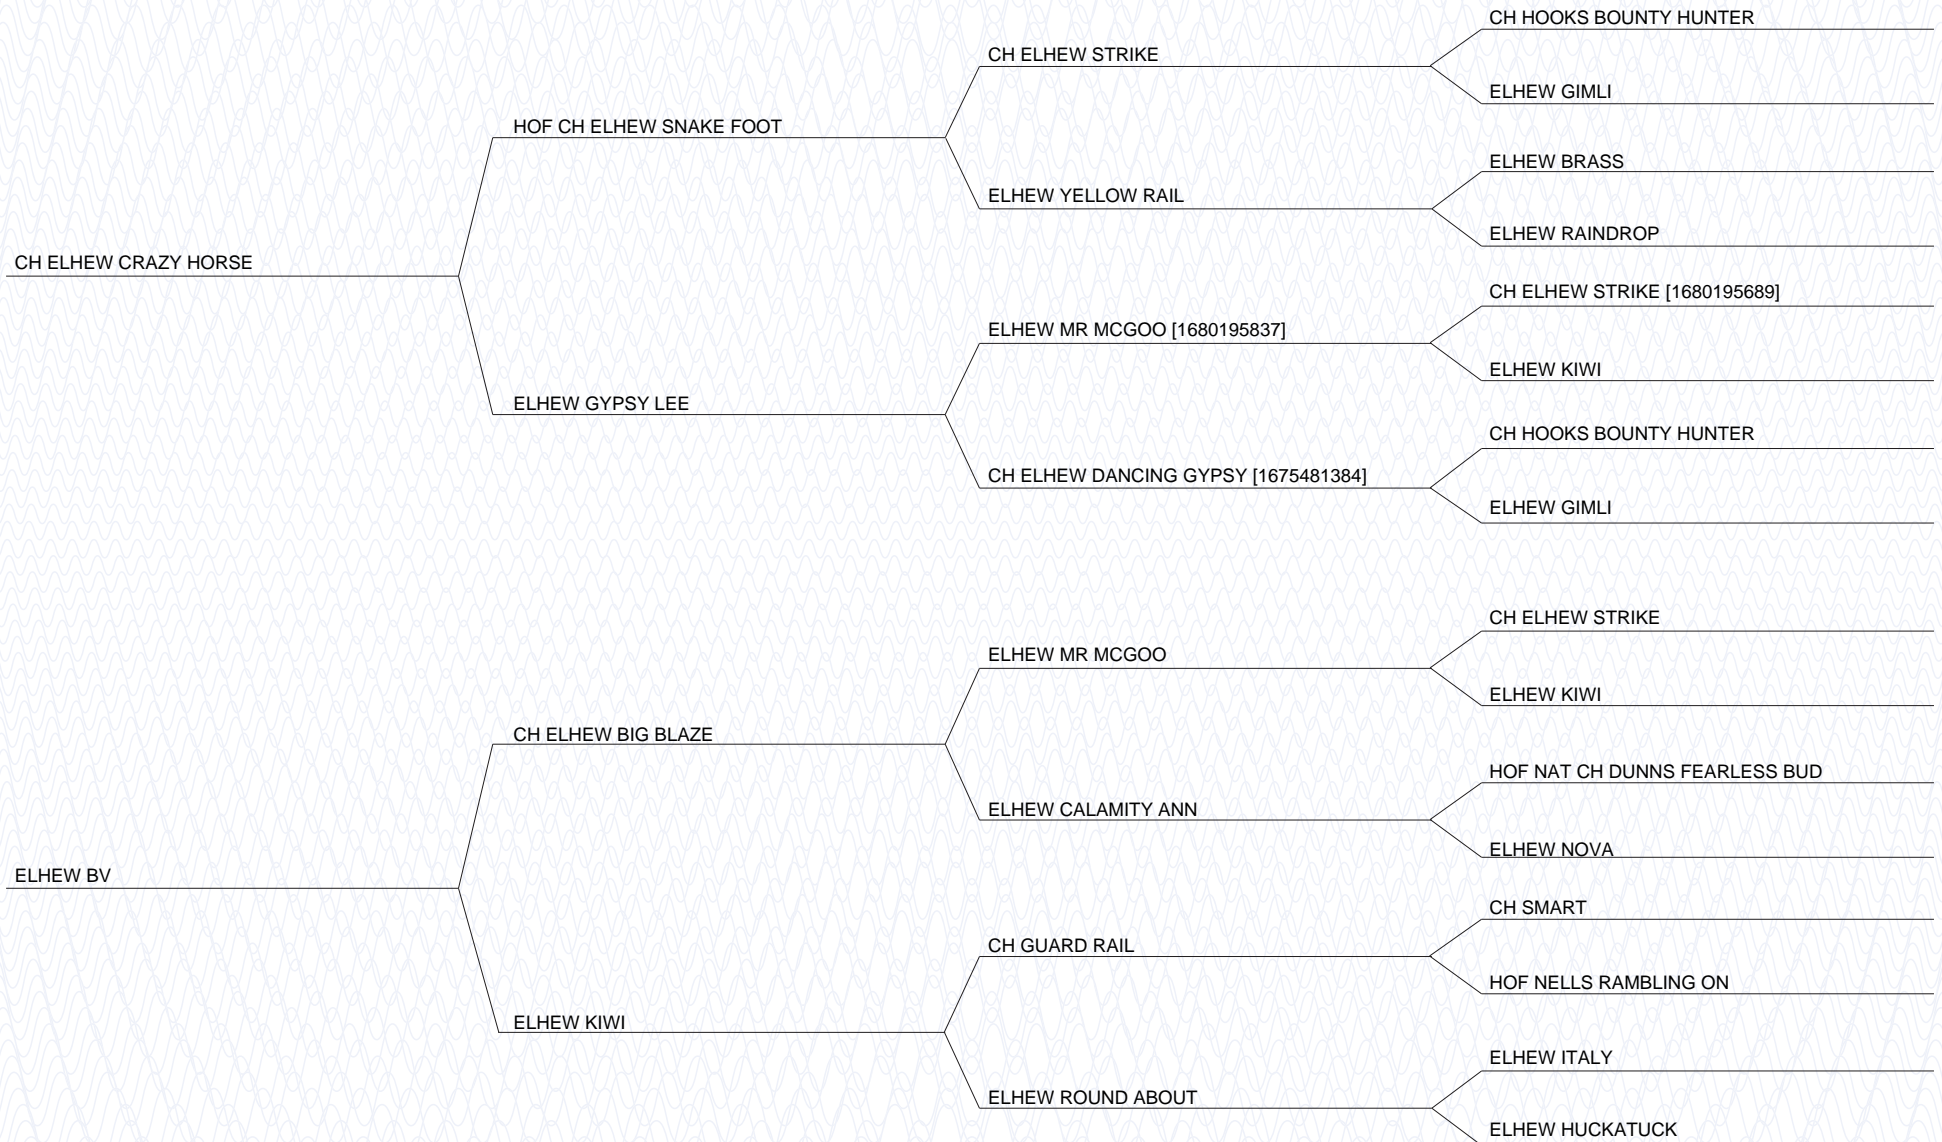 CH HOOKS BOUNTY HUNTER
CH ELHEW STRIKE
ELHEW GIMLI
HOF CH ELHEW SNAKE FOOT
ELHEW BRASS
ELHEW YELLOW RAIL
ELHEW RAINDROP
CH ELHEW CRAZY HORSE
CH ELHEW STRIKE [1680195689]
ELHEW MR MCGOO [1680195837]
ELHEW KIWI
ELHEW GYPSY LEE
CH HOOKS BOUNTY HUNTER
CH ELHEW DANCING GYPSY [1675481384]
ELHEW GIMLI
CH ELHEW STRIKE
ELHEW MR MCGOO
ELHEW KIWI
CH ELHEW BIG BLAZE
HOF NAT CH DUNNS FEARLESS BUD
ELHEW CALAMITY ANN
ELHEW NOVA
ELHEW BV
CH SMART
CH GUARD RAIL
HOF NELLS RAMBLING ON
ELHEW KIWI
ELHEW ITALY
ELHEW ROUND ABOUT
ELHEW HUCKATUCK